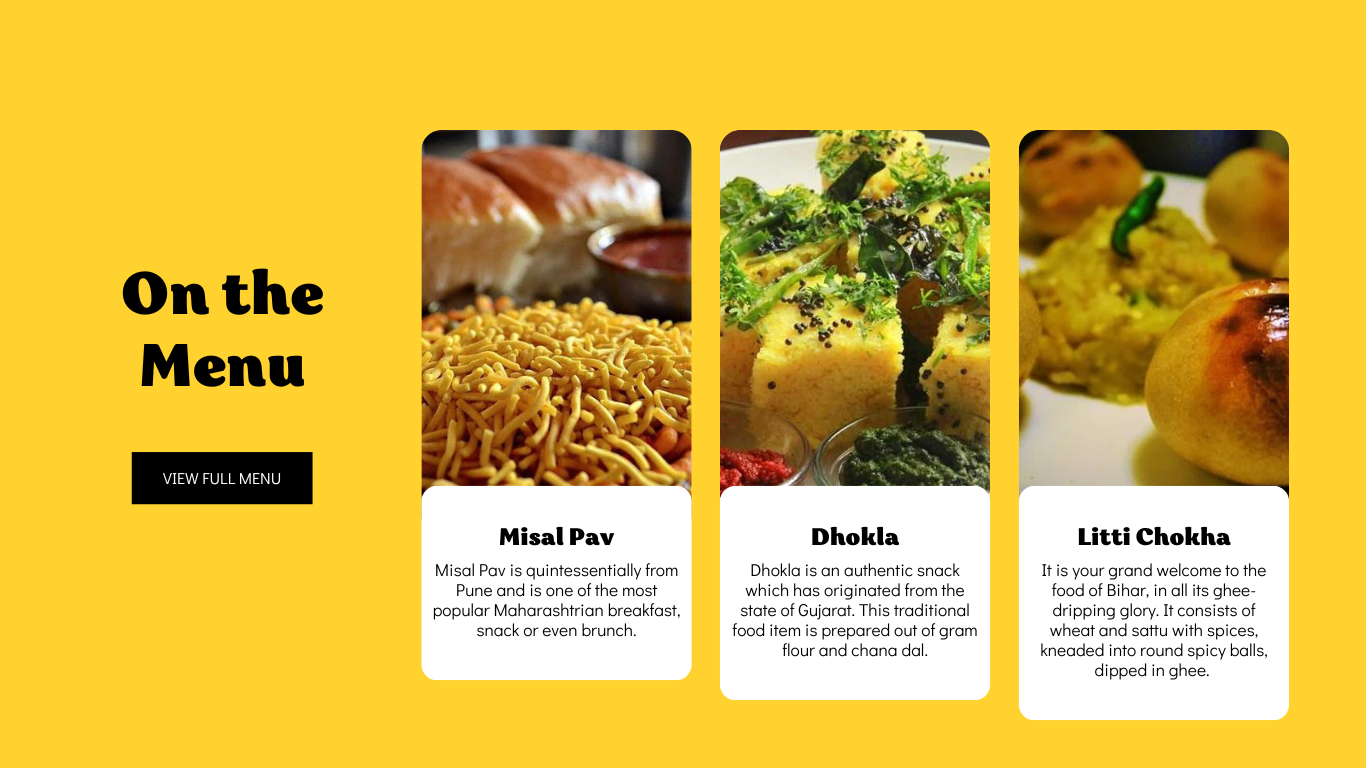 On the
Menu
VIEW FULL MENU
Misal Pav
Misal Pav is quintessentially from
Pune and is one of the most
popular Maharashtrian breakfast,
snack or even brunch.
Dhokla
Dhokla is an authentic snack
which has originated from the
state of Gujarat. This traditional
food item is prepared out of gram
flour and chana dal.
Litti Chokha
It is your grand welcome to the
food of Bihar, in all its ghee-
dripping glory. It consists of
wheat and sattu with spices,
kneaded into round spicy balls,
dipped in ghee.